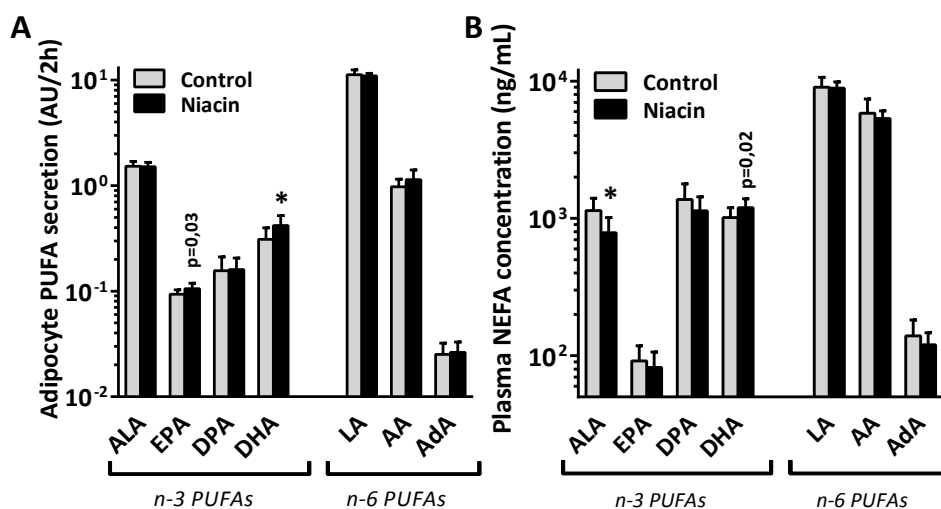 A
Adipocyte PUFA secretion (AU/2h)
10^1
10^0
10^-1
10^-2
Control
Niacin
p=0,03
*
ALA
EPA
DPA
DHA
LA
AA
AdA
n-3 PUFAs
n-6 PUFAs
B
Plasma NEFA concentration (ng/mL)
10^4
10^3
10^2
Control
Niacin
*
p=0,02
ALA
EPA
DPA
DHA
LA
AA
AdA
n-3 PUFAs
n-6 PUFAs